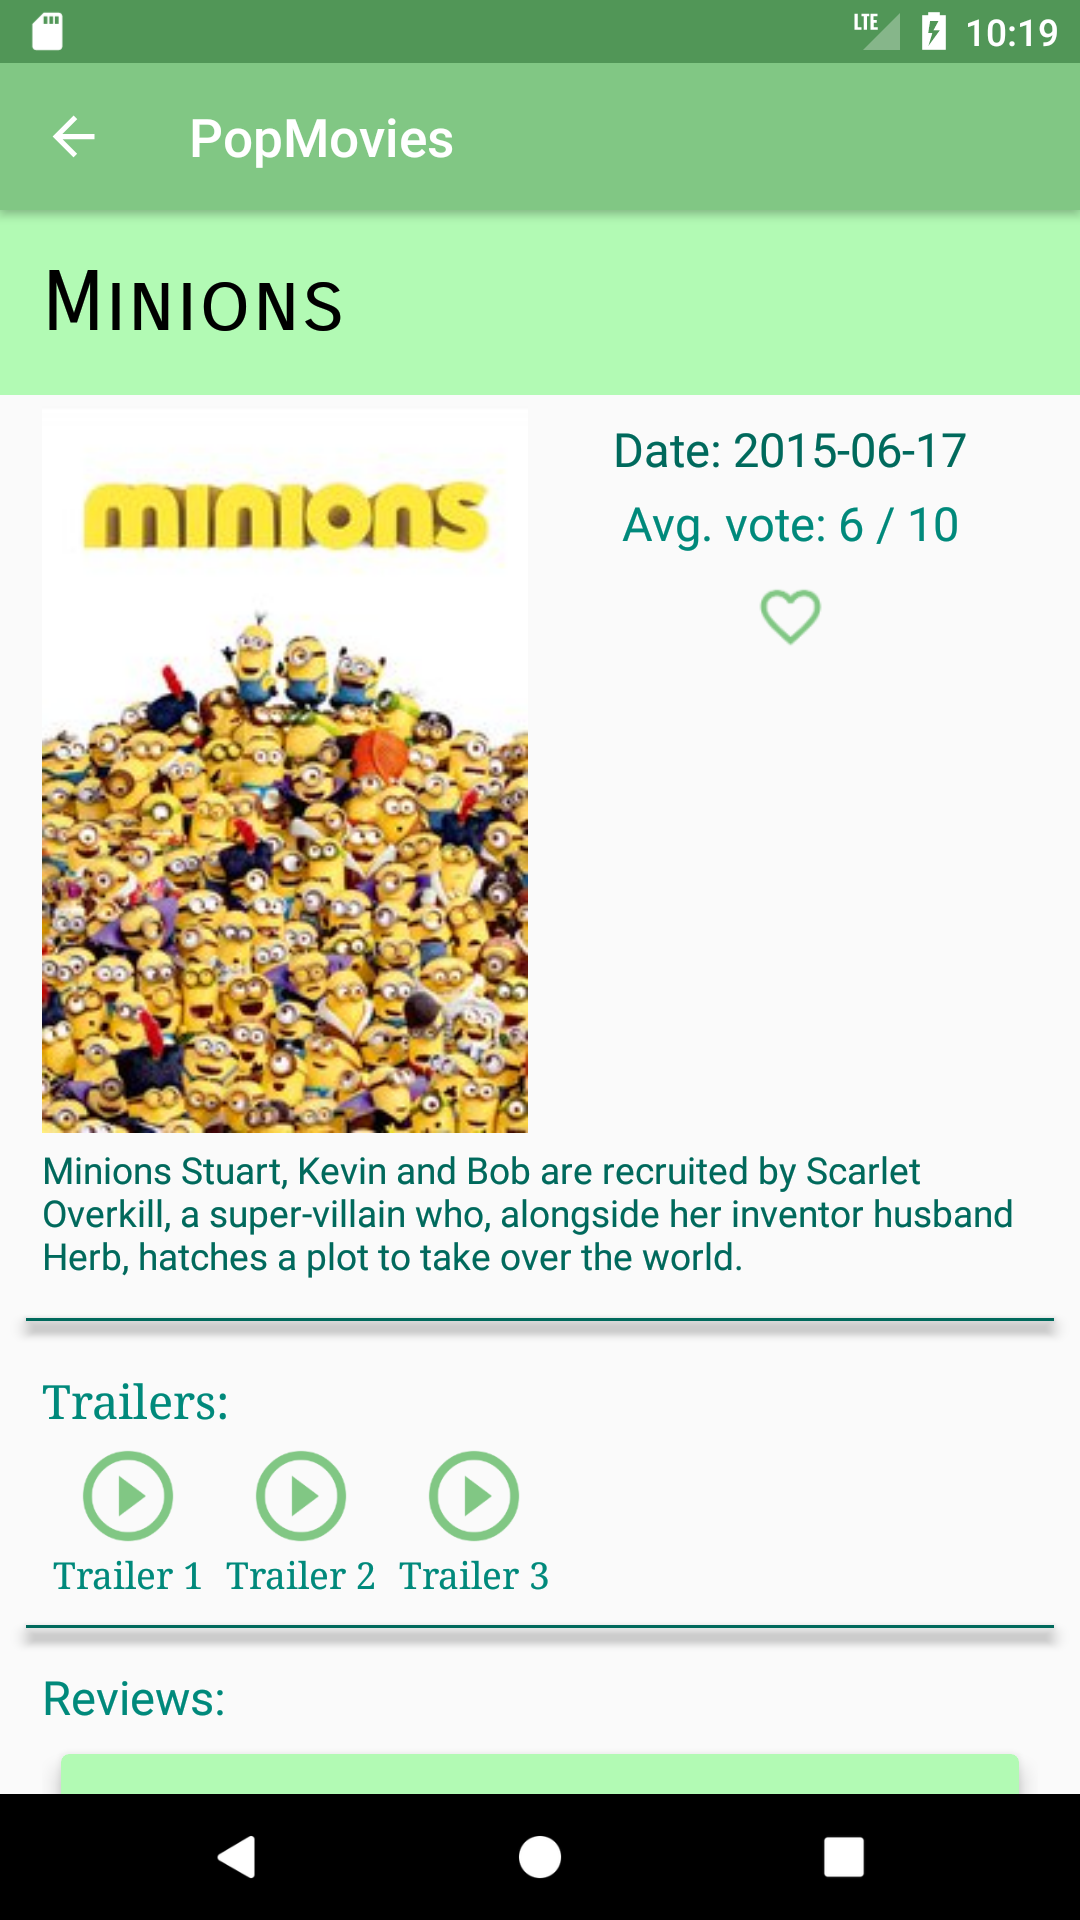 LTE 10:19
PopMovies
Minions
minions
Date: 2015-06-17
Avg. vote: 6 / 10
Minions Stuart, Kevin and Bob are recruited by Scarlet
Overkill, a super-villain who, alongside her inventor husband
Herb, hatches a plot to take over the world.
Trailers:
Trailer 1 Trailer 2 Trailer 3
Reviews: